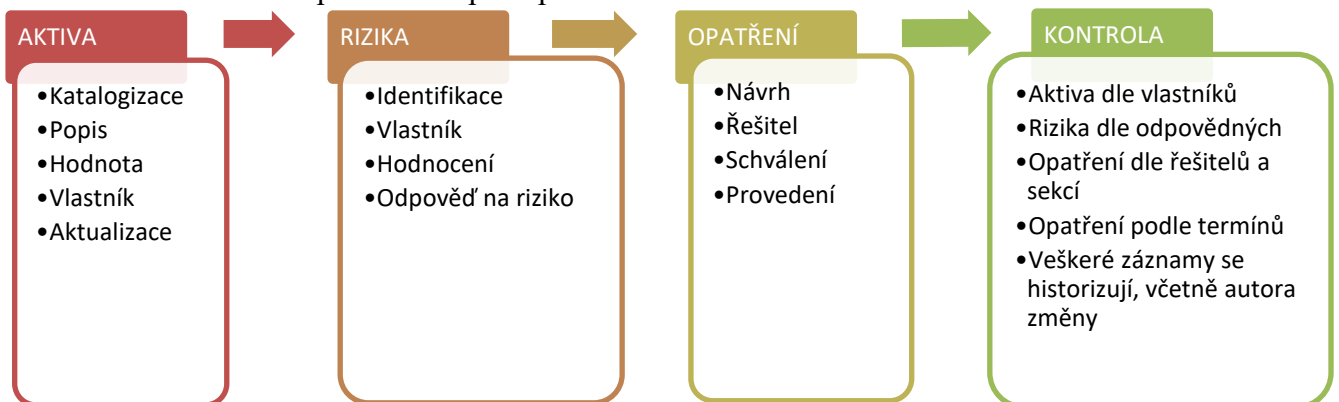 AKTIVA
•Katalogizace
•Popis
•Hodnota
•Vlastník
•Aktualizace
RIZIKA
•Identifikace
•Vlastník
•Hodnocení
•Odpověď na riziko
OPATŘENÍ
•Návrh
•Řešitel
•Schválení
•Provedení
KONTROLA
•Aktiva dle vlastníků
•Rizika dle odpovědných
•Opatření dle řešitelů a
sekcí
•Opatření podle termínů
•Veškeré záznamy se
historizují, včetně autora
změny